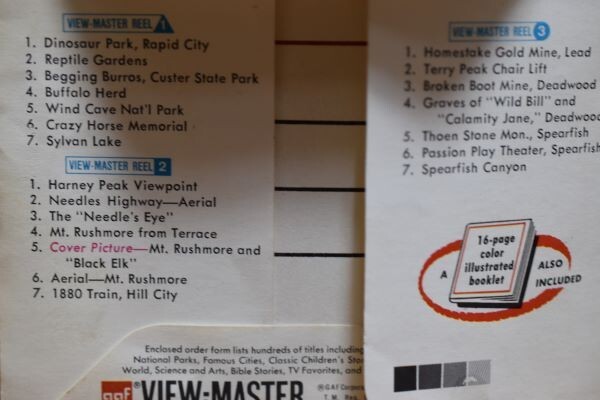 VIEW-MASTER REEL 1
1. Dinosaur Park, Rapid City
2. Reptile Gardens
3. Begging Burros, Custer State Park
4. Buffalo Herd
5. Wind Cave Nat'l Park
6. Crazy Horse Memorial
7. Sylvan Lake
VIEW-MASTER REEL 2
1. Harney Peak Viewpoint
2. Needles Highway—Aerial
3. The "Needle's Eye"
4. Mt. Rushmore from Terrace
5. Cover Picture—Mt. Rushmore and
"Black Elk"
6. Aerial—Mt. Rushmore
7. 1880 Train, Hill City
Enclosed order form lists hundreds of titles including
National Parks, Famous Cities, Classic Children's
World, Science and Arts, Bible Stories, TV Favorites, and
gaf ®VIEW-MASTER
®GAF
T.M. Reg.
VIEW-MASTER REEL 3
1. Homestake Gold Mine, Lead
2. Terry Peak Chair Lift
3. Broken Boot Mine, Deadwood
4. Graves of "Wild Bill" and
"Calamity Jane," Deadwoo
5. Thoen Stone Mon., Spearfish
6. Passion Play Theater, Spearfish
7. Spearfish Canyon
A
16-page
color
illustrated
booklet
ALSO
INCLUDED